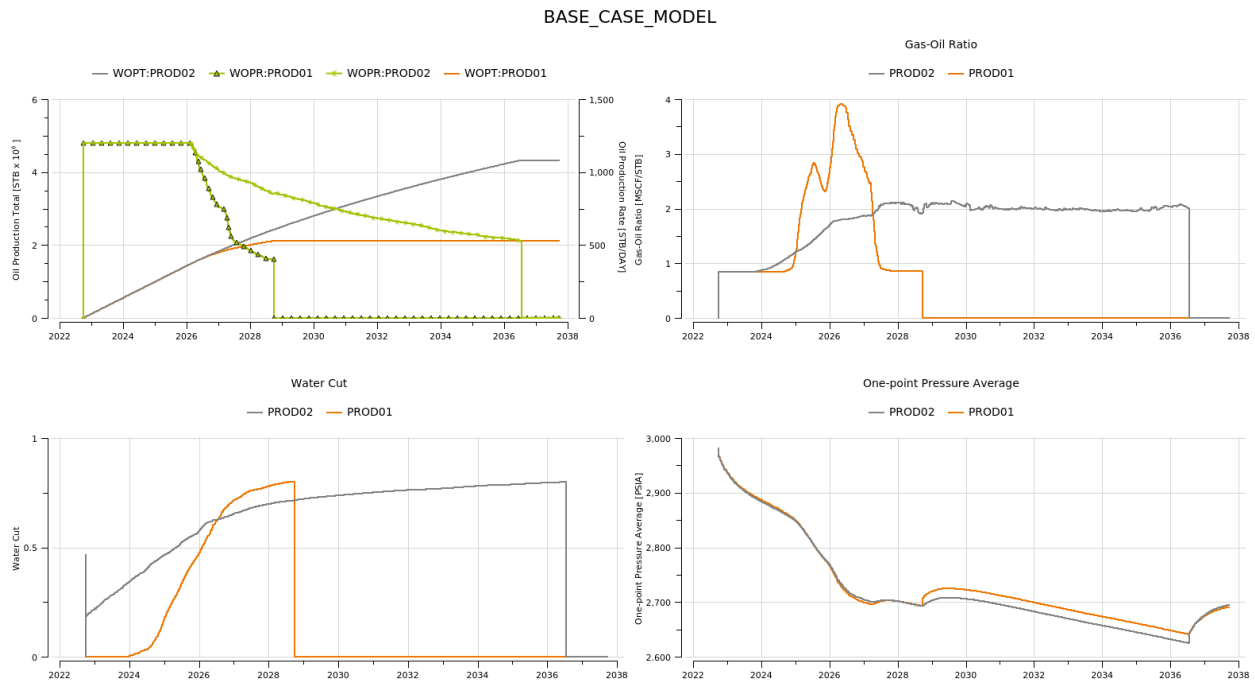 BASE_CASE_MODEL
WOPT:PROD02 WOPR:PROD01 WOPR:PROD02 WOPT:PROD01
Oil Production Total [STB x 10⁶ ]
6
4
2
0
1,500
1,000
500
0
Oil Production Rate [STB/DAY]
2022 2024 2026 2028 2030 2032 2034 2036 2038
Gas-Oil Ratio
PROD02 PROD01
Gas-Oil Ratio [MSCF/STB]
4
3
2
1
0
2022 2024 2026 2028 2030 2032 2034 2036 2038
Water Cut
PROD02 PROD01
Water Cut
1
0.5
0
2022 2024 2026 2028 2030 2032 2034 2036 2038
One-point Pressure Average
PROD02 PROD01
One-point Pressure Average [PSIA]
3,000
2,900
2,800
2,700
2,600
2022 2024 2026 2028 2030 2032 2034 2036 2038